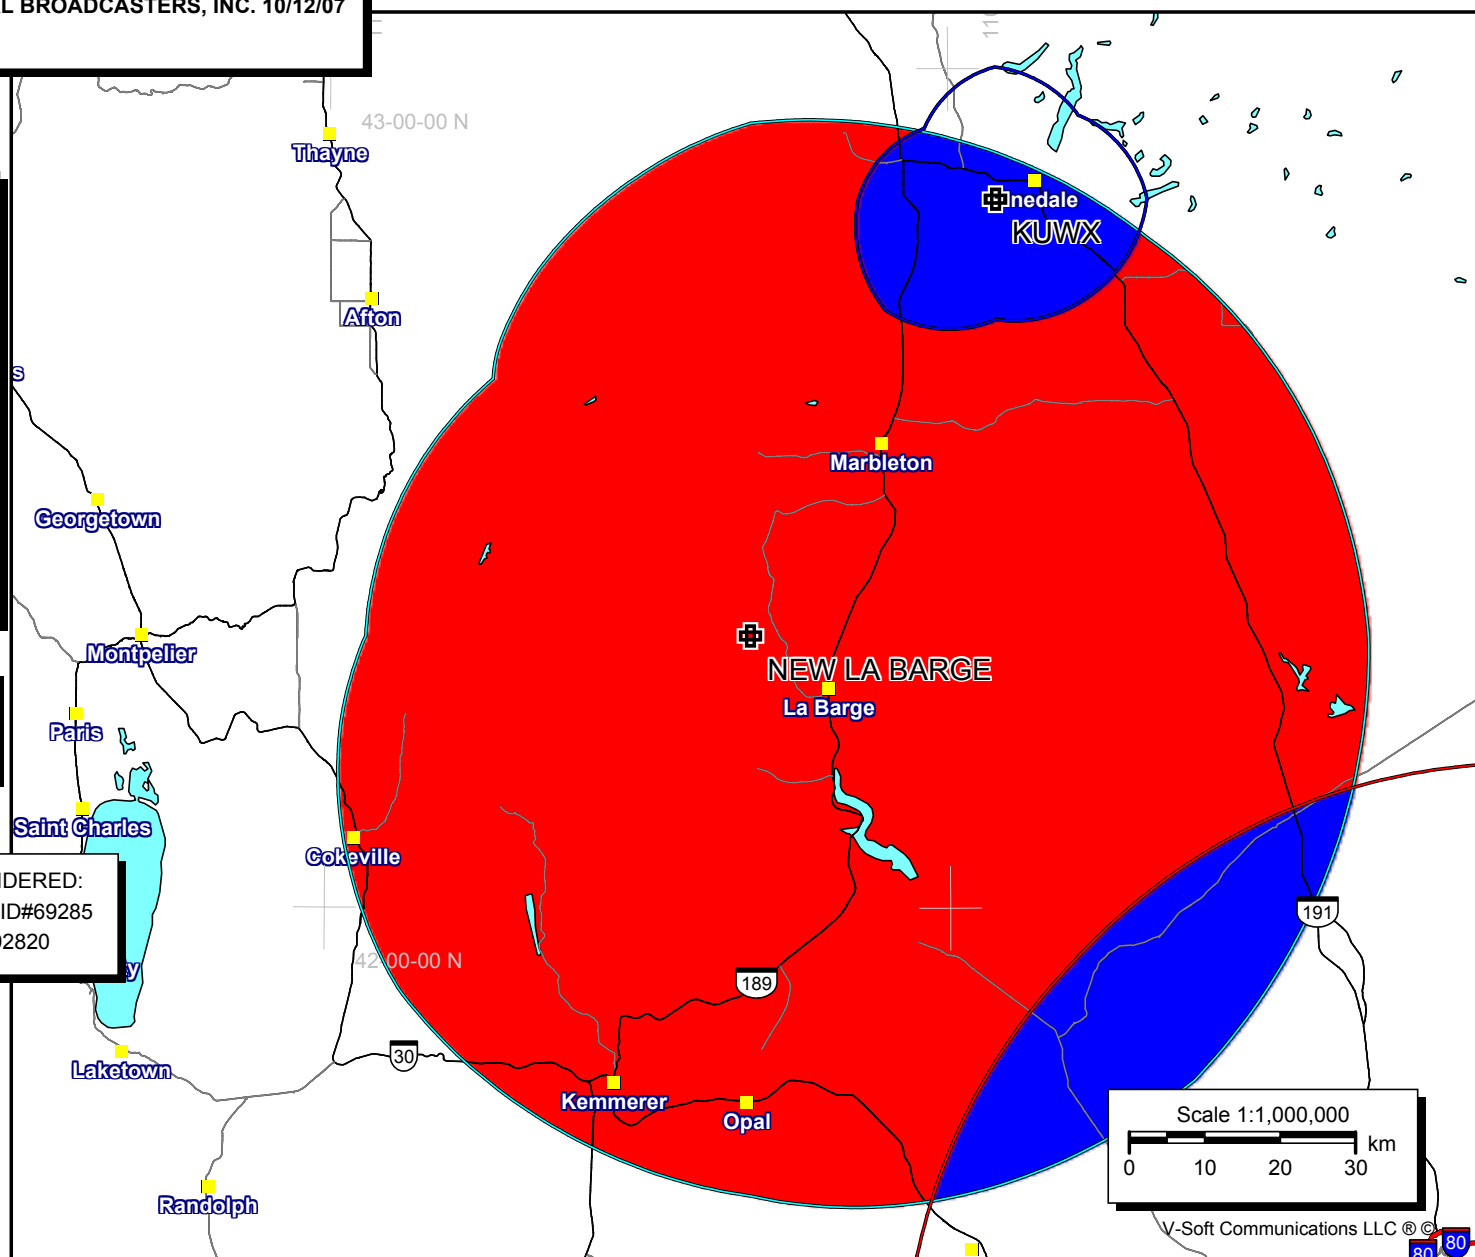 L BROADCASTERS, INC. 10/12/07
43-00-00 N
Thayne
nedale
KUWX
Afton
s
Marbleton
Georgetown
Montpelier
NEW LA BARGE
La Barge
Paris
Saint Charles
Cokeville
NDERED:
ID#69285
02820
191
y
42-00-00 N
189
30
Laketown
Kemmerer
Opal
Scale 1:1,000,000
km
0 10 20 30
Randolph
V-Soft Communications LLC ® ©
80
80